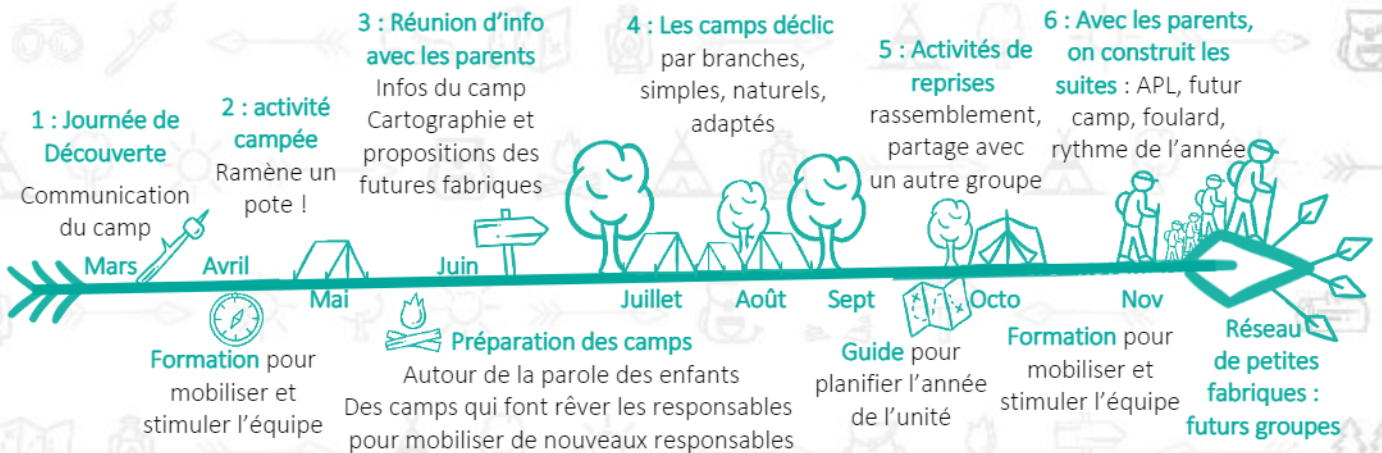 1 : Journée de
Découverte
Communication
du camp
2 : activité
campée
Ramène un
pote !
3 : Réunion d’info
avec les parents
Infos du camp
Cartographie et
propositions des
futures fabriques
4 : Les camps déclic
par branches,
simples, naturels,
adaptés
5 : Activités de
reprises
rassemblement,
partage avec
un autre groupe
6 : Avec les parents,
on construit les
suites : APL, futur
camp, foulard,
rythme de l’année
Mars
Avril
Mai
Juin
Juillet
Août
Sept
Octo
Nov
Formation pour
mobiliser et
stimuler l’équipe
Préparation des camps
Autour de la parole des enfants
Des camps qui font rêver les responsables
pour mobiliser de nouveaux responsables
Guide pour
planifier l’année
de l’unité
Formation pour
mobiliser et
stimuler l’équipe
Réseau
de petites
fabriques :
futurs groupes